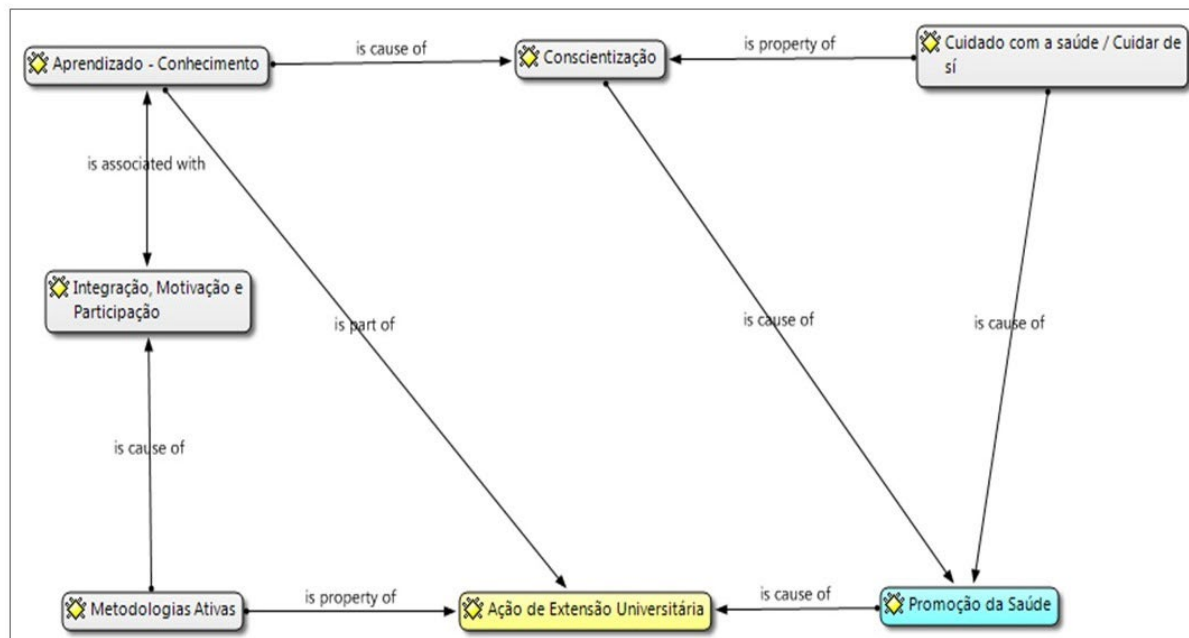 is cause of
is property of
Aprendizado - Conhecimento
Conscientização
Cuidado com a saúde / Cuidar de
sí
is associated with
Integração, Motivação e
Participação
is part of
is cause of
is cause of
is cause of
Metodologias Ativas
is property of
Ação de Extensão Universitária
is cause of
Promoção da Saúde